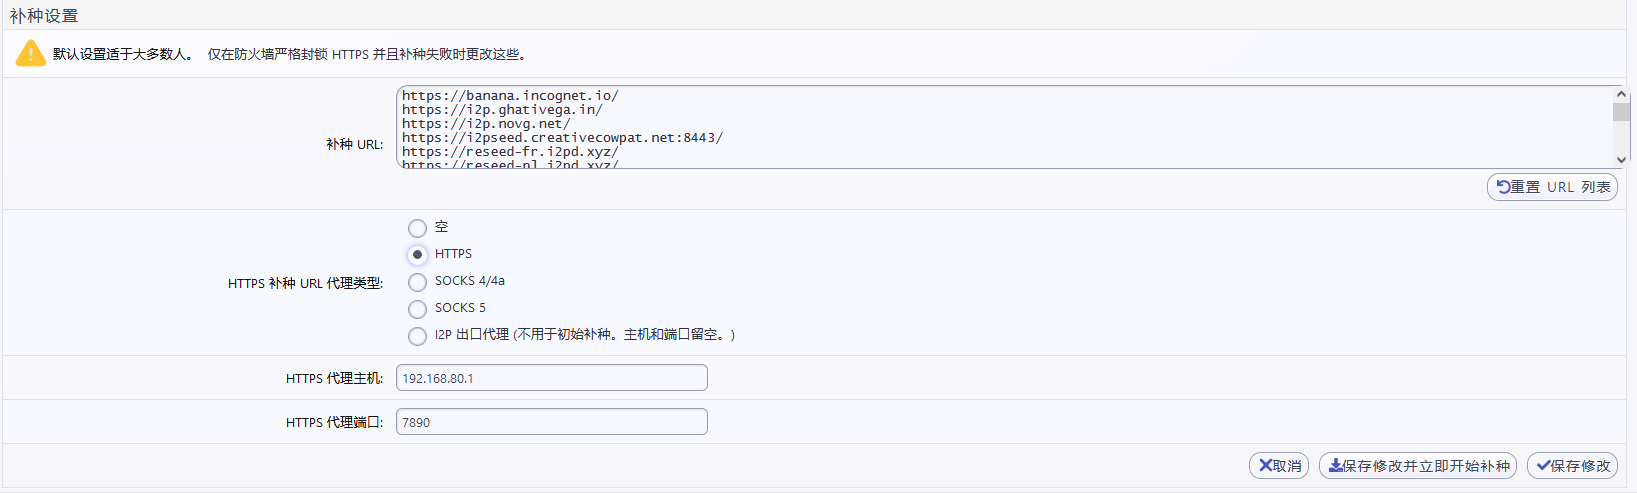 补种设置
默认设置适于大多数人。 仅在防火墙严格封锁 HTTPS 并且补种失败时更改这些。
补种 URL:
https://banana.incognet.io/
https://i2p.ghativega.in/
https://i2p.novg.net/
https://i2pseed.creativecowpat.net:8443/
https://reseed-fr.i2pd.xyz/
https://reseed-pl.i2pd.xyz/
重置 URL 列表
HTTPS 补种 URL 代理类型:
空
HTTPS
SOCKS 4/4a
SOCKS 5
I2P 出口代理 (不用于初始补种。主机和端口留空。)
HTTPS 代理主机:
192.168.80.1
HTTPS 代理端口:
7890
取消
保存修改并立即开始补种
保存修改